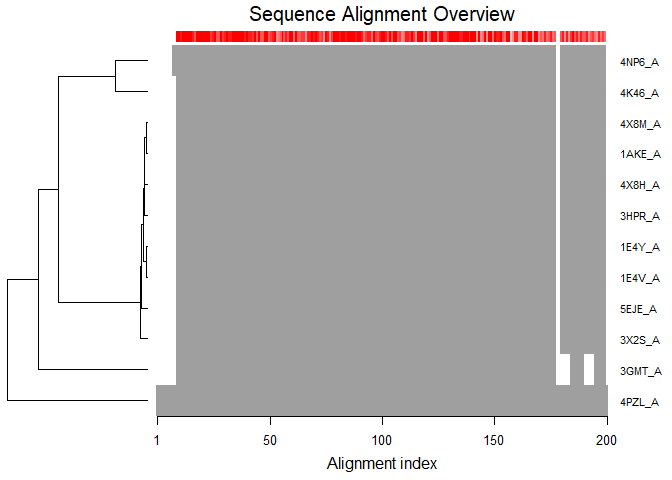 Sequence Alignment Overview
4NP6_A
4K46_A
4X8M_A
1AKE_A
4X8H_A
3HPR_A
1E4Y_A
1E4V_A
5EJE_A
3X2S_A
3GMT_A
4PZL_A
1 50 100 150 200
Alignment index